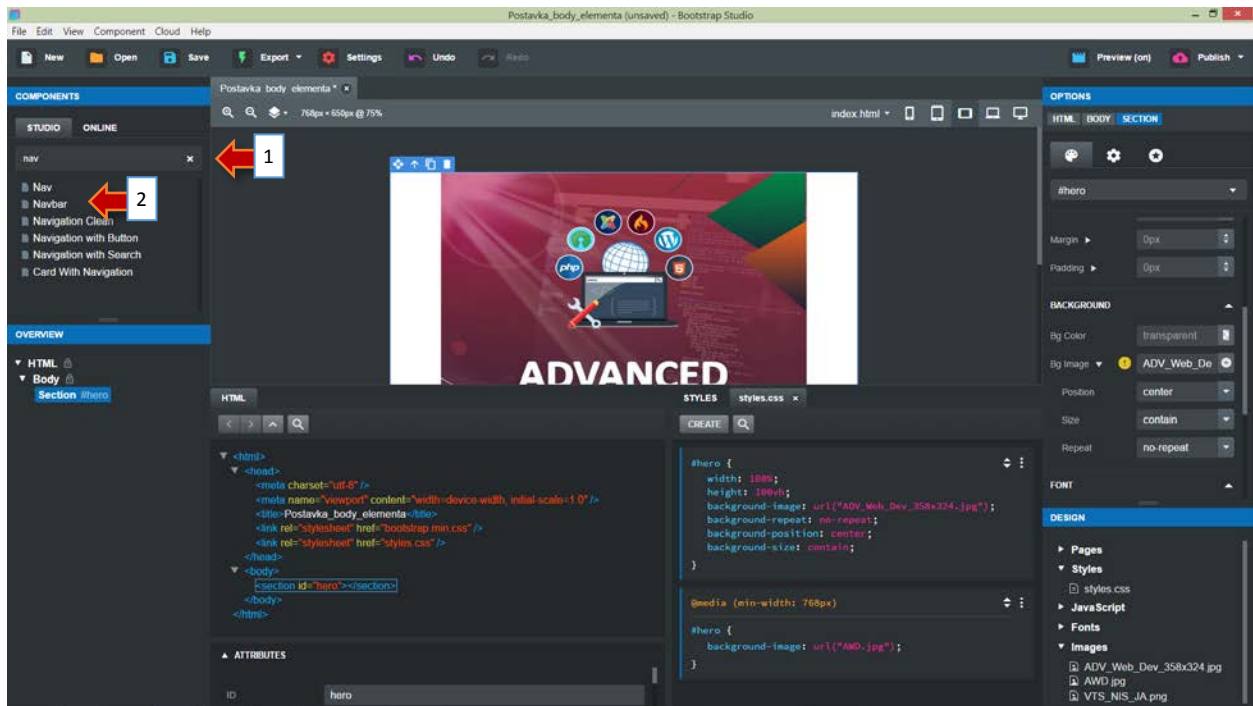 Postavka_body_elementa (unsaved) - Bootstrap Studio
File Edit View Component Cloud Help
New Open Save Export Settings Undo Redo Preview (on) Publish
COMPONENTS
STUDIO ONLINE
nav
Nav
Navbar
Navigation Clean
Navigation with Button
Navigation with Search
Card With Navigation
1
2
OVERVIEW
HTML
Body
Section #hero
Postavka body elementa *
768px × 650px @ 75%
index.html
php
ADVANCED
HTML
<html>
<head>
<meta charset="utf-8" />
<meta name="viewport" content="width=device-width, initial-scale=1.0" />
<title>Postavka_body_elementa</title>
<link rel="stylesheet" href="bootstrap.min.css" />
<link rel="stylesheet" href="styles.css" />
</head>
<body>
<section id="hero"></section>
</body>
</html>
ATTRIBUTES
ID hero
STYLES styles.css
CREATE
#hero {
width: 100%;
height: 100vh;
background-image: url("ADV_Web_Dev_358x324.jpg");
background-repeat: no-repeat;
background-position: center;
background-size: contain;
}
@media (min-width: 768px)
#hero {
background-image: url("AWD.jpg");
}
OPTIONS
HTML BODY SECTION
#hero
Margin 0px
Padding 0px
BACKGROUND
Bg Color transparent
Bg Image ADV_Web_De
Position center
Size contain
Repeat no-repeat
FONT
DESIGN
Pages
Styles
styles.css
JavaScript
Fonts
Images
ADV_Web_Dev_358x324.jpg
AWD.jpg
VTS_NIS_JA.png